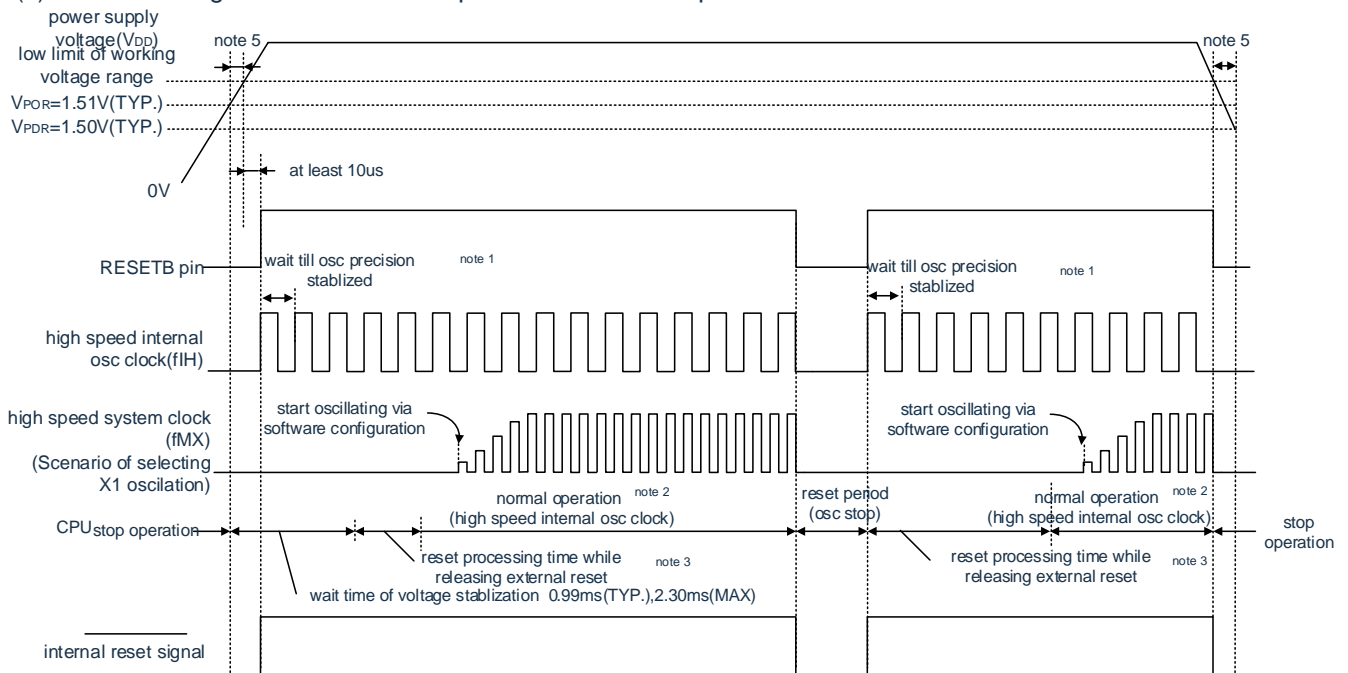 power supply
voltage(VDD)
note 5
note 5
low limit of working
voltage range
VPOR=1.51V(TYP.)
VPDR=1.50V(TYP.)
at least 10us
0V
RESETB pin
wait till osc precision
stablized
note 1
wait till osc precision
stablized
note 1
high speed internal
osc clock(fIH)
high speed system clock
(fMX)
(Scenario of selecting
X1 oscilation)
start oscillating via
software configuration
start oscillating via
software configuration
normal operation note 2
(high speed internal osc clock)
reset period
(osc stop)
normal operation note 2
(high speed internal osc clock)
CPU stop operation
stop
operation
reset processing time while
releasing external reset
note 3
reset processing time while
releasing external reset
note 3
wait time of voltage stablization 0.99ms(TYP.),2.30ms(MAX)
internal reset signal